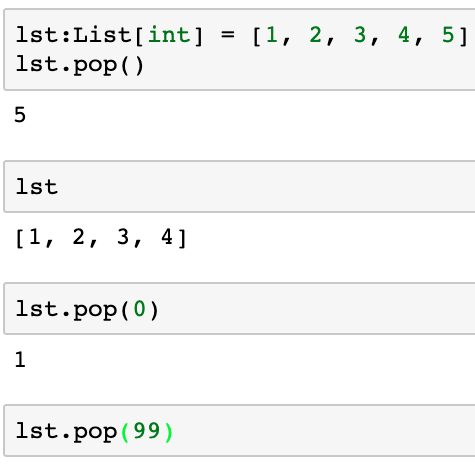 lst:List[int] = [1, 2, 3, 4, 5]
lst.pop()
5
lst
[1, 2, 3, 4]
lst.pop(0)
1
lst.pop(99)